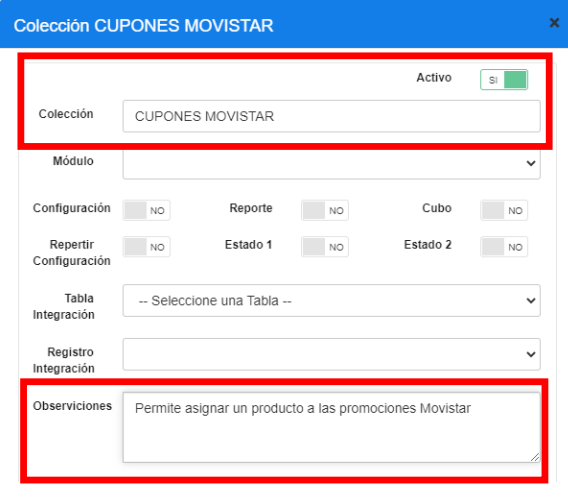 Colección CUPONES MOVISTAR ×
Activo SI
Colección CUPONES MOVISTAR
Módulo
Configuración NO Reporte NO Cubo NO
Repertir Configuración NO Estado 1 NO Estado 2 NO
Tabla Integración -- Seleccione una Tabla --
Registro Integración
Observiciones Permite asignar un producto a las promociones Movistar